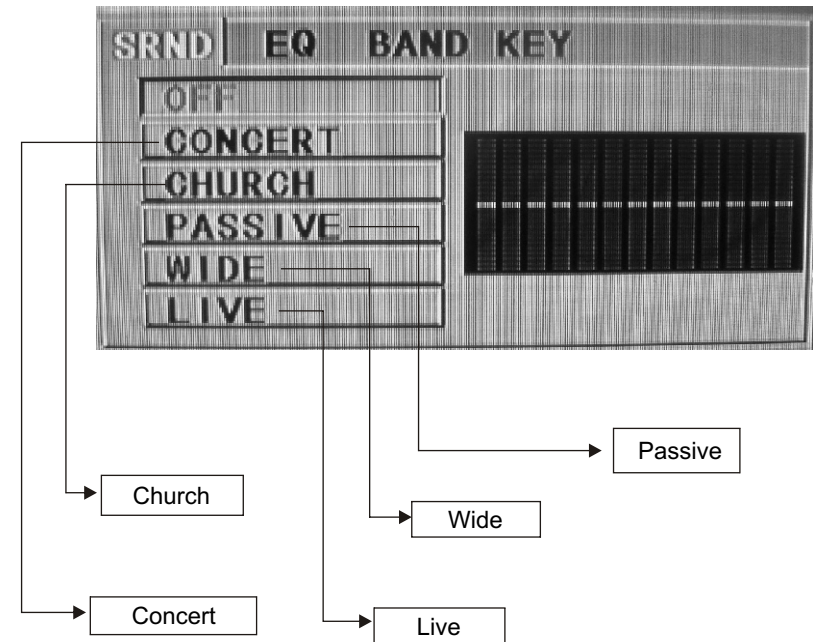 SRND EQ BAND KEY
OFF
CONCERT
CHURCH
PASSIVE
WIDE
LIVE
Passive
Church
Wide
Concert
Live